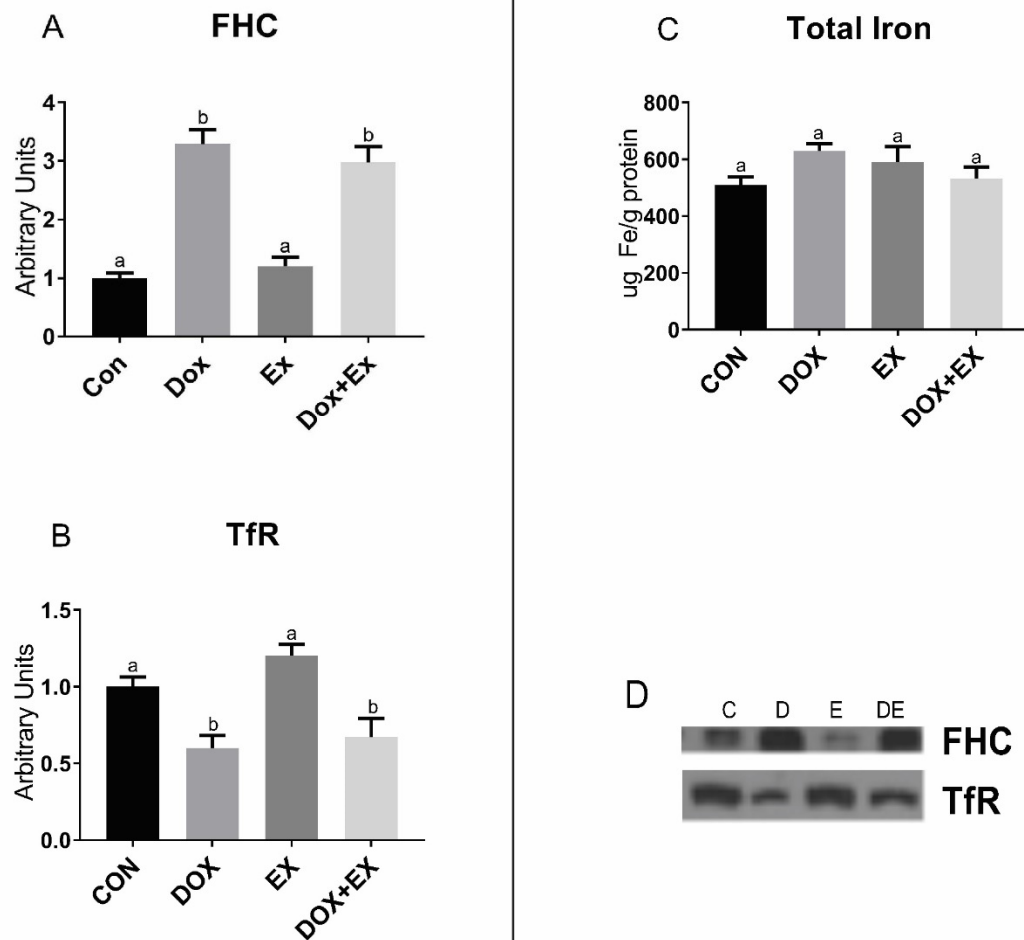 A FHC
Arbitrary Units
4
3
2
1
0
a
b
a
b
Con
Dox
Ex
Dox+Ex
B TfR
Arbitrary Units
1.5
1.0
0.5
0.0
a
b
a
b
CON
DOX
EX
DOX+EX
C Total Iron
ug Fe/g protein
800
600
400
200
0
a
a
a
a
CON
DOX
EX
DOX+EX
D
C D E DE
FHC
TfR